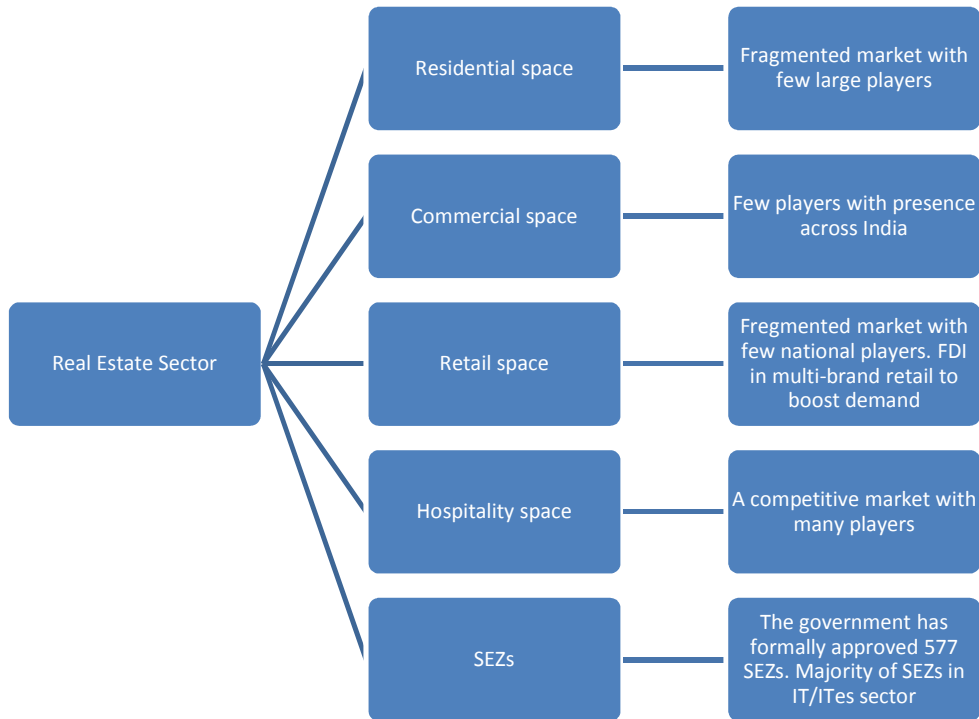 Real Estate Sector
Residential space
Fragmented market with
few large players
Commercial space
Few players with presence
across India
Retail space
Fregmented market with
few national players. FDI
in multi-brand retail to
boost demand
Hospitality space
A competitive market with
many players
SEZs
The government has
formally approved 577
SEZs. Majority of SEZs in
IT/ITes sector